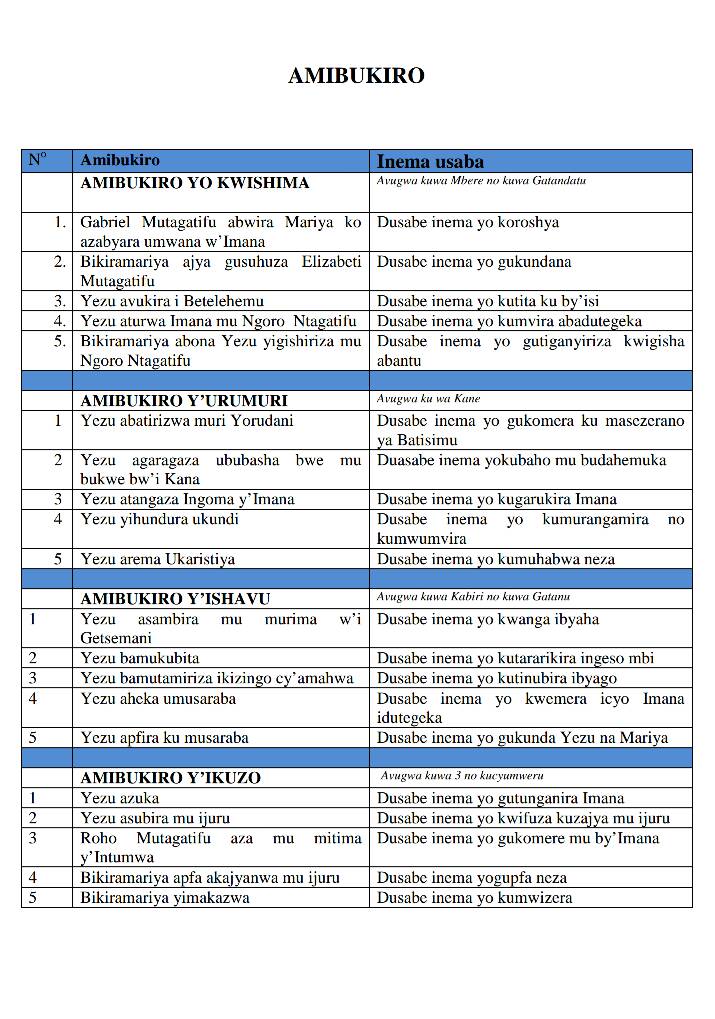 AMIBUKIRO
N° Amibukiro Inema usaba
AMIBUKIRO YO KWISHIMA Avugwa kuwa Mbere no kuwa Gatandatu
1. Gabriel Mutagatifu abwira Mariya ko Dusabe inema yo koroshya
azabyara umwana w'Imana
2. Bikiramariya ajya gusuhuza Elizabeti Dusabe inema yo gukundana
Mutagatifu
3. Yezu avukira i Betelehemu Dusabe inema yo kutita ku by'isi
4. Yezu aturwa Imana mu Ngoro Ntagatifu Dusabe inema yo kumvira abadutegeka
5. Bikiramariya abona Yezu yigishiriza mu Dusabe inema yo gutiganyiriza kwigisha
Ngoro Ntagatifu abantu
AMIBUKIRO Y'URUMURI Avugwa ku wa Kane
1 Yezu abatirizwa muri Yorudani Dusabe inema yo gukomera ku masezerano
ya Batisimu
2 Yezu agaragaza ububasha bwe mu Duasabe inema yokubaho mu budahemuka
bukwe bw'i Kana
3 Yezu atangaza Ingoma y'Imana Dusabe inema yo kugarukira Imana
4 Yezu yihundura ukundi Dusabe inema yo kumurangamira no
kumwumvira
5 Yezu arema Ukaristiya Dusabe inema yo kumuhabwa neza
AMIBUKIRO Y'ISHAVU Avugwa kuwa Kabiri no kuwa Gatanu
1 Yezu asambira mu murima w'i Dusabe inema yo kwanga ibyaha
Getsemani
2 Yezu bamukubita Dusabe inema yo kutararikira ingeso mbi
3 Yezu bamutamiriza ikizingo cy'amahwa Dusabe inema yo kutinubira ibyago
4 Yezu aheka umusaraba Dusabe inema yo kwemera icyo Imana
idutegeka
5 Yezu apfira ku musaraba Dusabe inema yo gukunda Yezu na Mariya
AMIBUKIRO Y'IKUZO Avugwa kuwa 3 no kucyumweru
1 Yezu azuka Dusabe inema yo gutunganira Imana
2 Yezu asubira mu ijuru Dusabe inema yo kwifuza kuzajya mu ijuru
3 Roho Mutagatifu aza mu mitima Dusabe inema yo gukomere mu by'Imana
y'Intumwa
4 Bikiramariya apfa akajyanwa mu ijuru Dusabe inema yogupfa neza
5 Bikiramariya yimakazwa Dusabe inema yo kumwizera